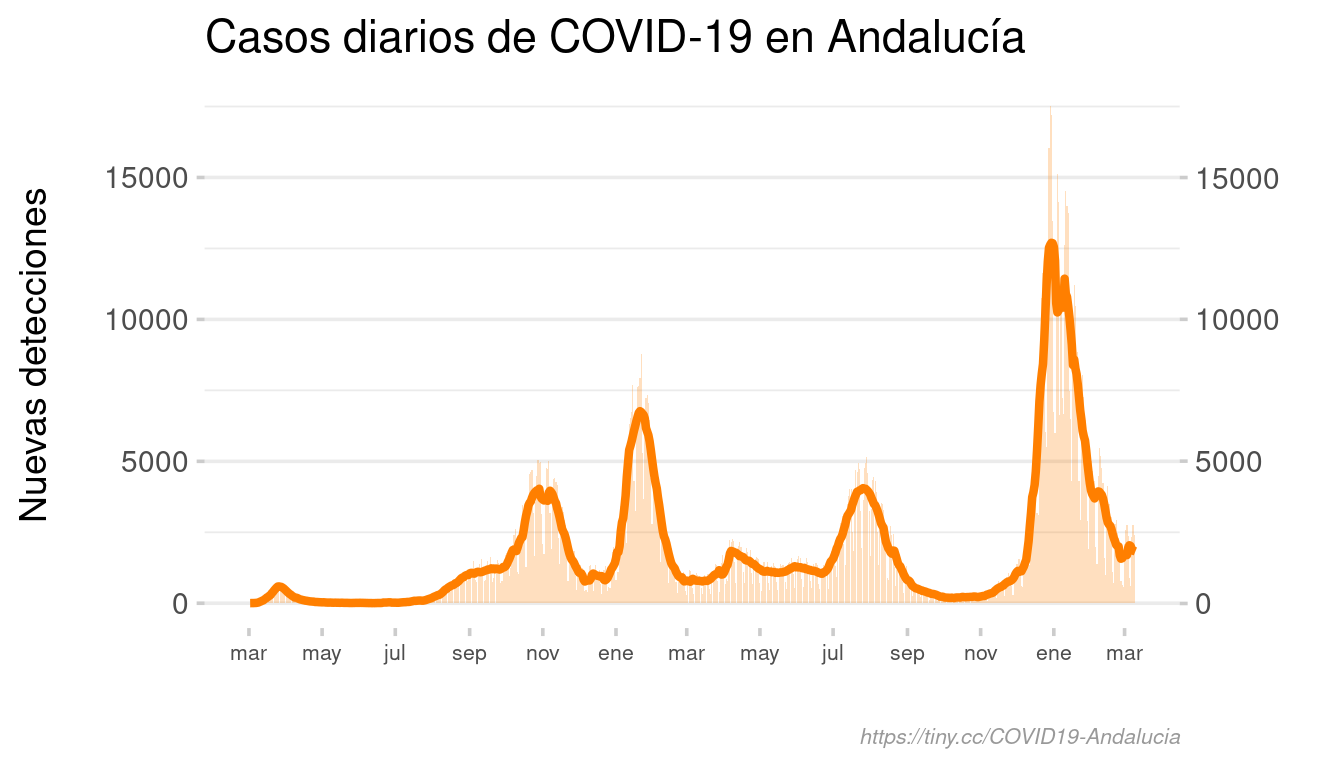 Casos diarios de COVID-19 en Andalucía
Nuevas detecciones
15000 15000
10000 10000
5000 5000
0 0
mar may jul sep nov ene mar may jul sep nov ene mar
https://tiny.cc/COVID19-Andalucia